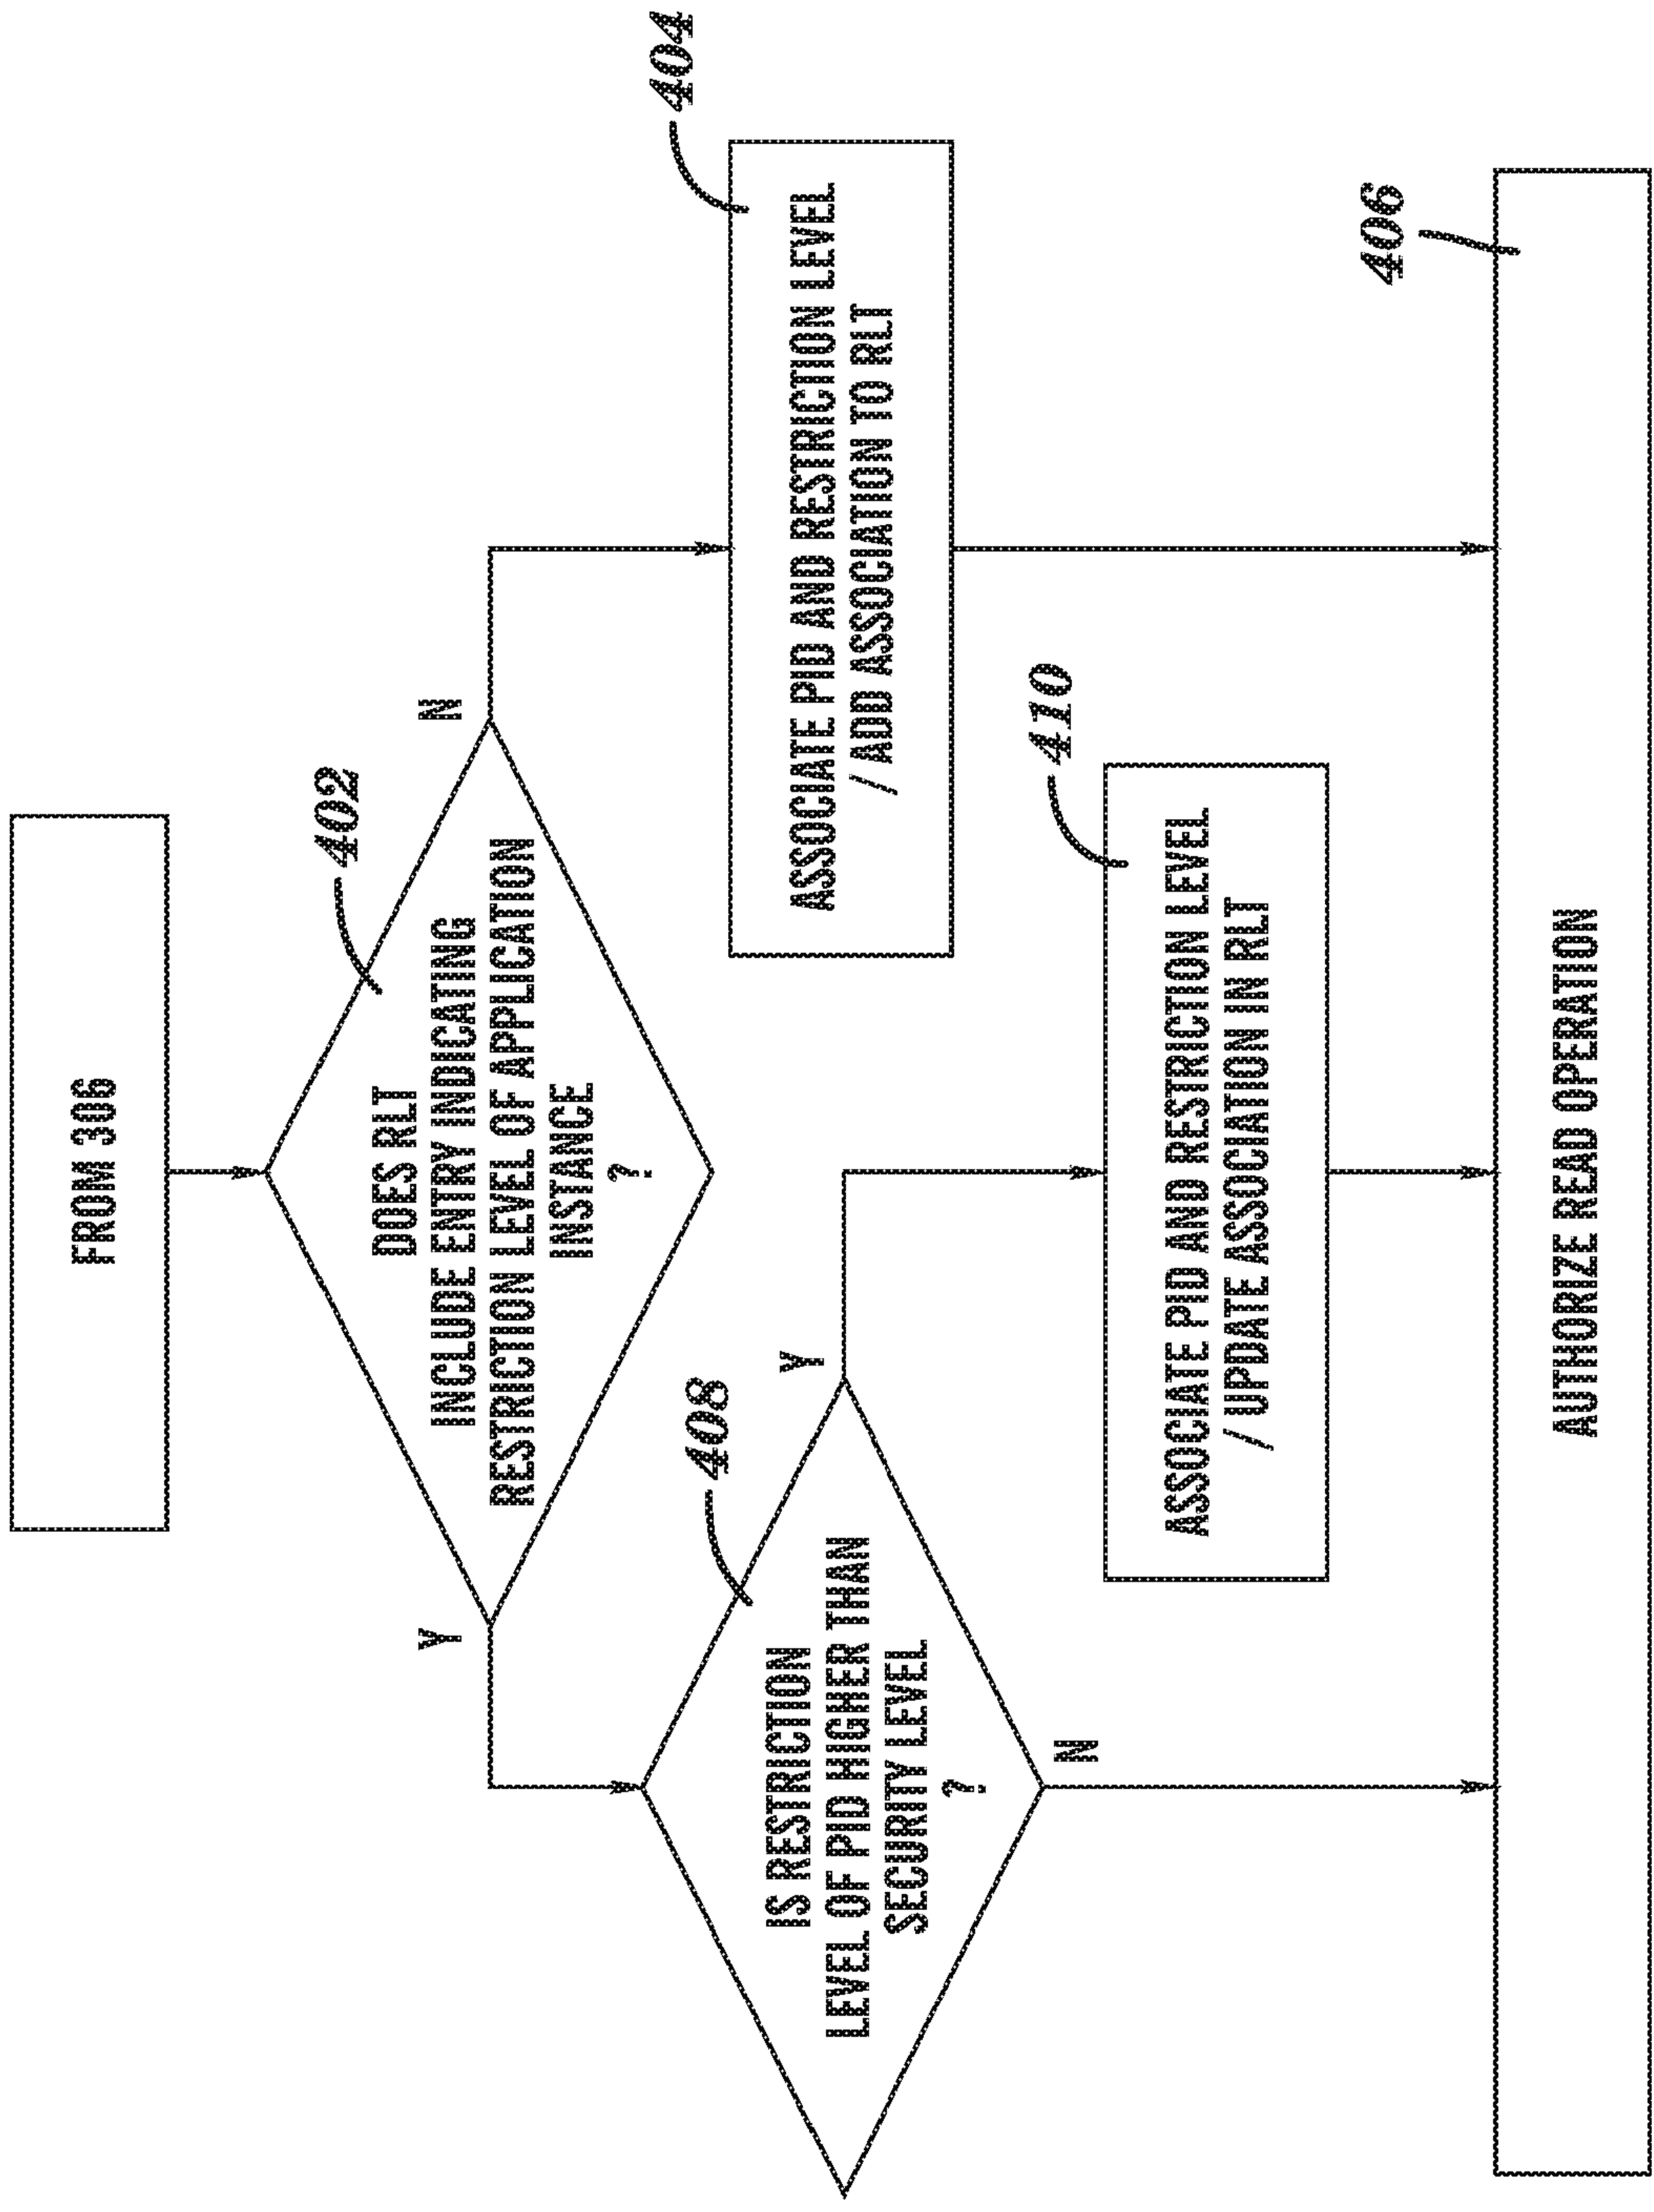 FROM 306
402
DOES RLT
INCLUDE ENTRY INDICATING
RESTRICTION LEVEL OF APPLICATION
INSTANCE
?
Y
N
404
ASSOCIATE PID AND RESTRICTION LEVEL
/ ADD ASSOCIATION TO RLT
408
IS RESTRICTION
LEVEL OF PID HIGHER THAN
SECURITY LEVEL
?
Y
N
410
ASSOCIATE PID AND RESTRICTION LEVEL
/ UPDATE ASSOCIATION IN RLT
406
AUTHORIZE READ OPERATION